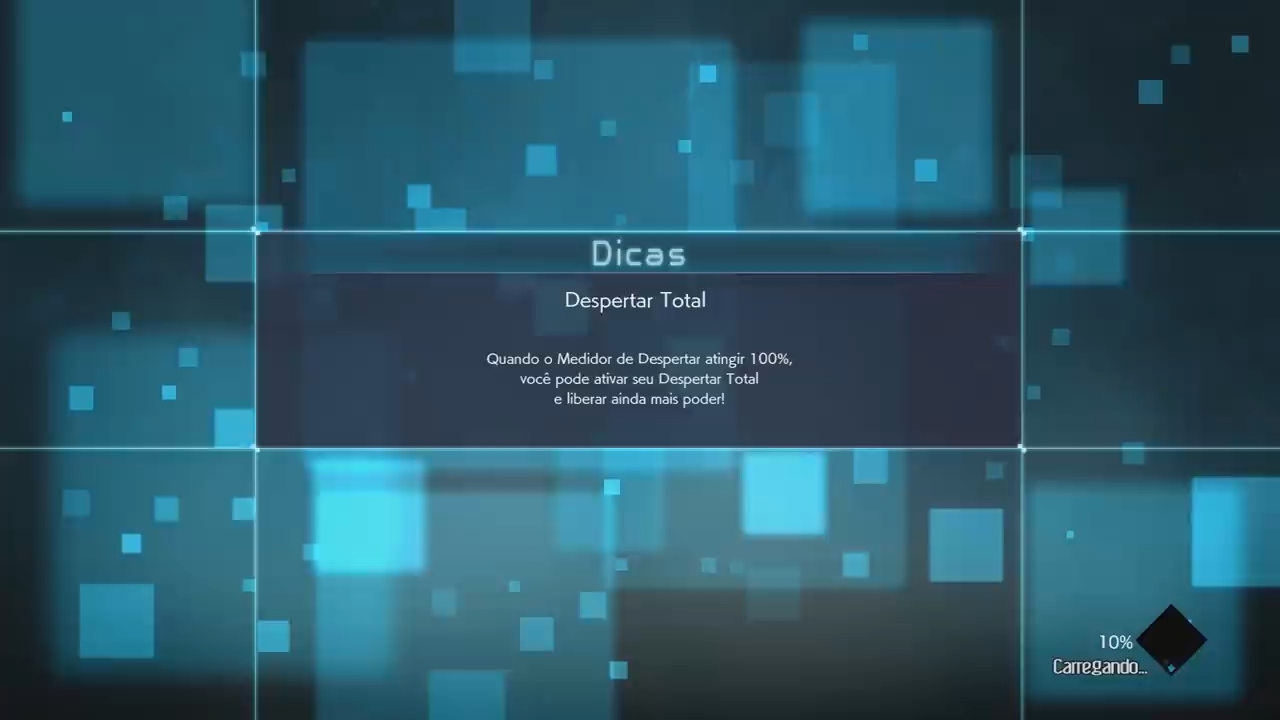 Dicas
Despertar Total
Quando o Medidor de Despertar atingir 100%,
você pode ativar seu Despertar Total
e liberar ainda mais poder!
10%
Carregando...